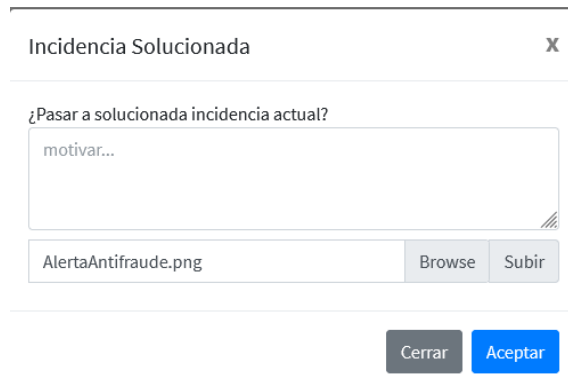 Incidencia Solucionada
X
¿Pasar a solucionada incidencia actual?
motivar...
AlertaAntifraude.png
Browse
Subir
Cerrar
Aceptar